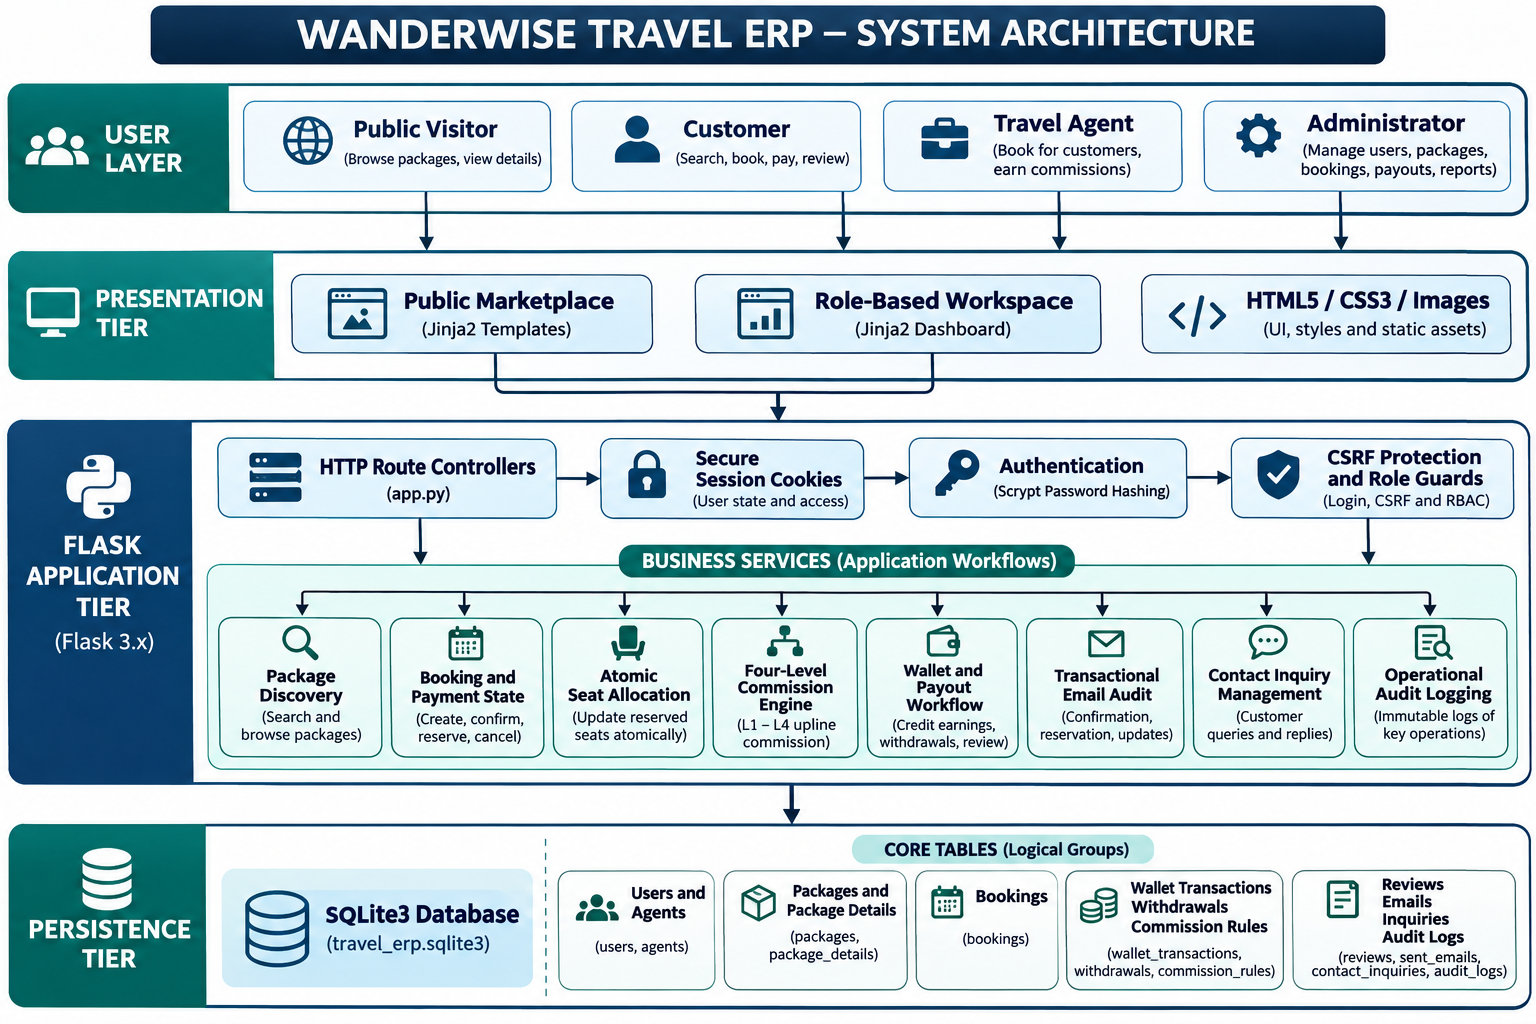 WANDERWISE TRAVEL ERP – SYSTEM ARCHITECTURE
USER
LAYER
Public Visitor
(Browse packages, view details)
Customer
(Search, book, pay, review)
Travel Agent
(Book for customers,
earn commissions)
Administrator
(Manage users, packages,
bookings, payouts, reports)
PRESENTATION
TIER
Public Marketplace
(Jinja2 Templates)
Role-Based Workspace
(Jinja2 Dashboard)
HTML5 / CSS3 / Images
(UI, styles and static assets)
FLASK
APPLICATION
TIER
(Flask 3.x)
HTTP Route Controllers
(app.py)
Secure
Session Cookies
(User state and access)
Authentication
(Scrypt Password Hashing)
CSRF Protection
and Role Guards
(Login, CSRF and RBAC)
BUSINESS SERVICES (Application Workflows)
Package
Discovery
(Search and
browse packages)
Booking and
Payment State
(Create, confirm,
reserve, cancel)
Atomic
Seat Allocation
(Update reserved
seats atomically)
Four-Level
Commission
Engine
(L1 – L4 upline
commission)
Wallet and
Payout
Workflow
(Credit earnings,
withdrawals, review)
Transactional
Email Audit
(Confirmation,
reservation, updates)
Contact Inquiry
Management
(Customer
queries and replies)
Operational
Audit Logging
(Immutable logs of
key operations)
PERSISTENCE
TIER
SQLite3 Database
(travel_erp.sqlite3)
CORE TABLES (Logical Groups)
Users and
Agents
(users, agents)
Packages and
Package Details
(packages,
package_details)
Bookings
(bookings)
Wallet Transactions
Withdrawals
Commission Rules
(wallet_transactions,
withdrawals, commission_rules)
Reviews
Emails
Inquiries
Audit Logs
(reviews, sent_emails,
contact_inquiries, audit_logs)